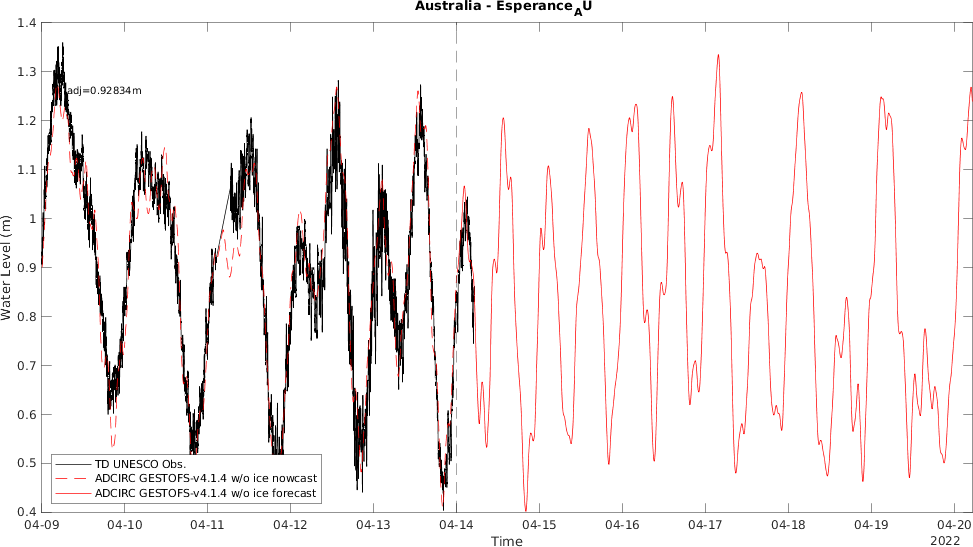 Australia - Esperance_AU
1.4
1.3
1.2
1.1
1
0.9
0.8
0.7
0.6
0.5
0.4
Water Level (m)
adj=0.92834m
TD UNESCO Obs.
ADCIRC GESTOFS-v4.1.4 w/o ice nowcast
ADCIRC GESTOFS-v4.1.4 w/o ice forecast
04-09 04-10 04-11 04-12 04-13 04-14 04-15 04-16 04-17 04-18 04-19 04-20
Time
2022